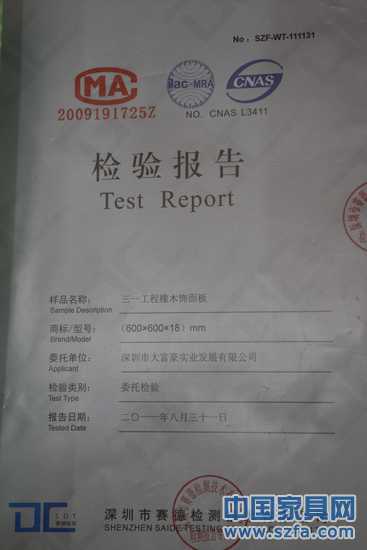 No：SZF-WT-111131
MA
ilac-MRA
CNAS
2009191725Z
NO. CNAS L3411
检验报告
Test Report
样品名称：
三一工程橡木饰面板
Sample Description
商标/型号：
(600×600×18) mm
Brand/Model
委托单位：
深圳市大富豪实业发展有限公司
Applicant
检验类别：
委托检验
Test Type
报告日期：
二〇一一年八月三十一日
Tested Date
深圳市赛德检测
SHENZHEN SAIDE TESTING
中国家具网
www.szfa.com